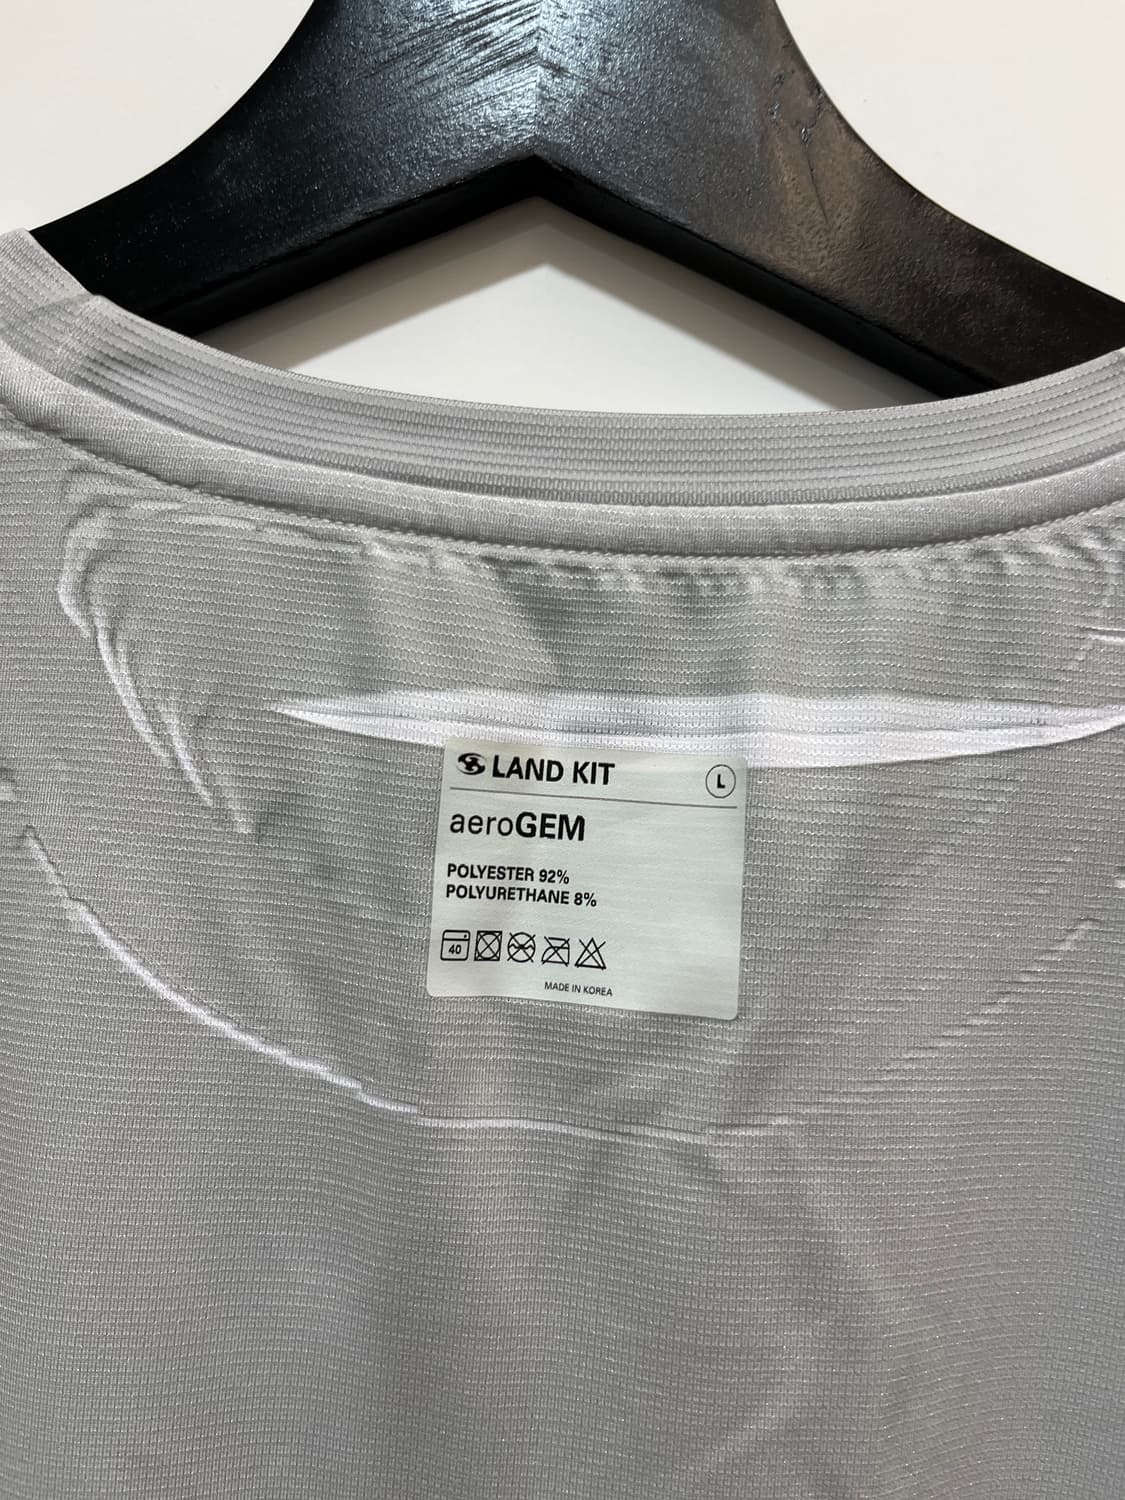 LAND KIT
L
aeroGEM
POLYESTER 92%
POLYURETHANE 8%
40
MADE IN KOREA